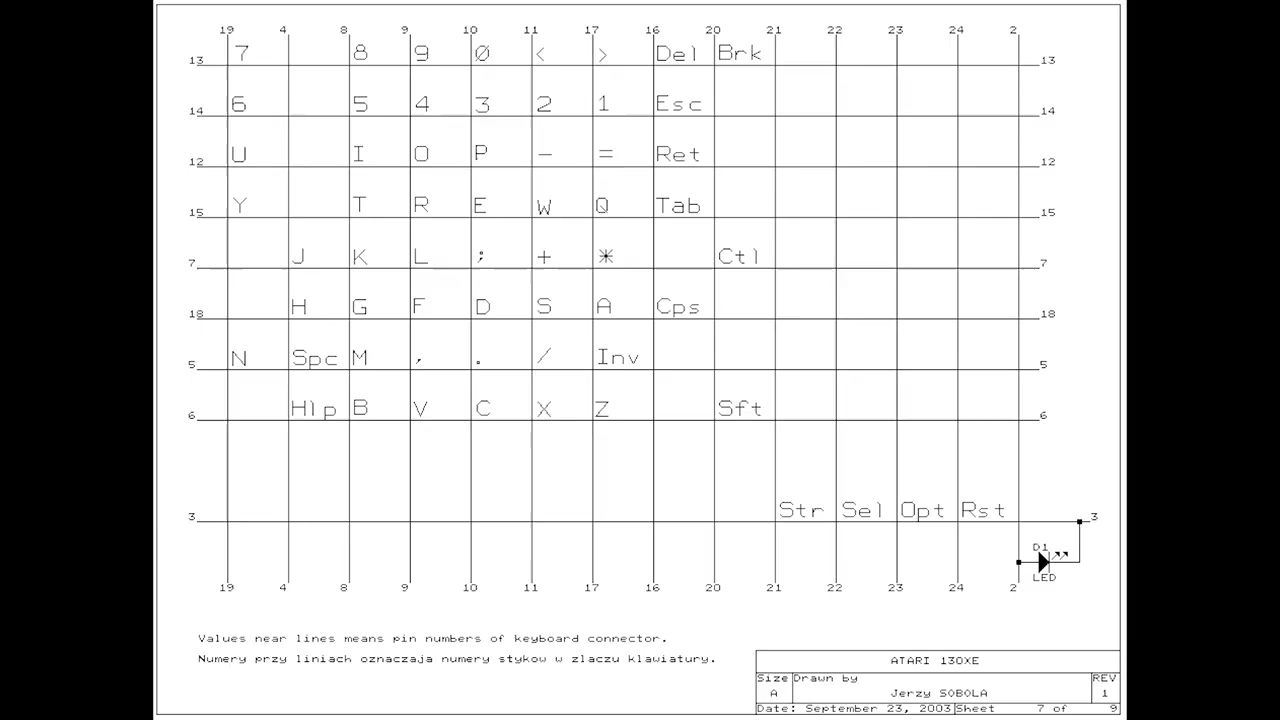 19 4 8 9 10 11 17 16 20 21 22 23 24 2
7 8 9 0 < > Del Brk
13 13
6 5 4 3 2 1 Esc
14 14
U I O P - = Ret
12 12
Y T R E W Q Tab
15 15
J K L ; + * Ctl
7 7
H G F D S A Cps
18 18
N Spc M , . / Inv
5 5
Hlp B V C X Z Sft
6 6
Str Sel Opt Rst
3 3
D1
LED
19 4 8 9 10 11 17 16 20 21 22 23 24 2
Values near lines means pin numbers of keyboard connector.
Numery przy liniach oznaczaja numery stykow w zlaczu klawiatury.
ATARI 130XE
Size Drawn by REV
A Jerzy SOBOLA 1
Date: September 23, 2003 Sheet 7 of 9